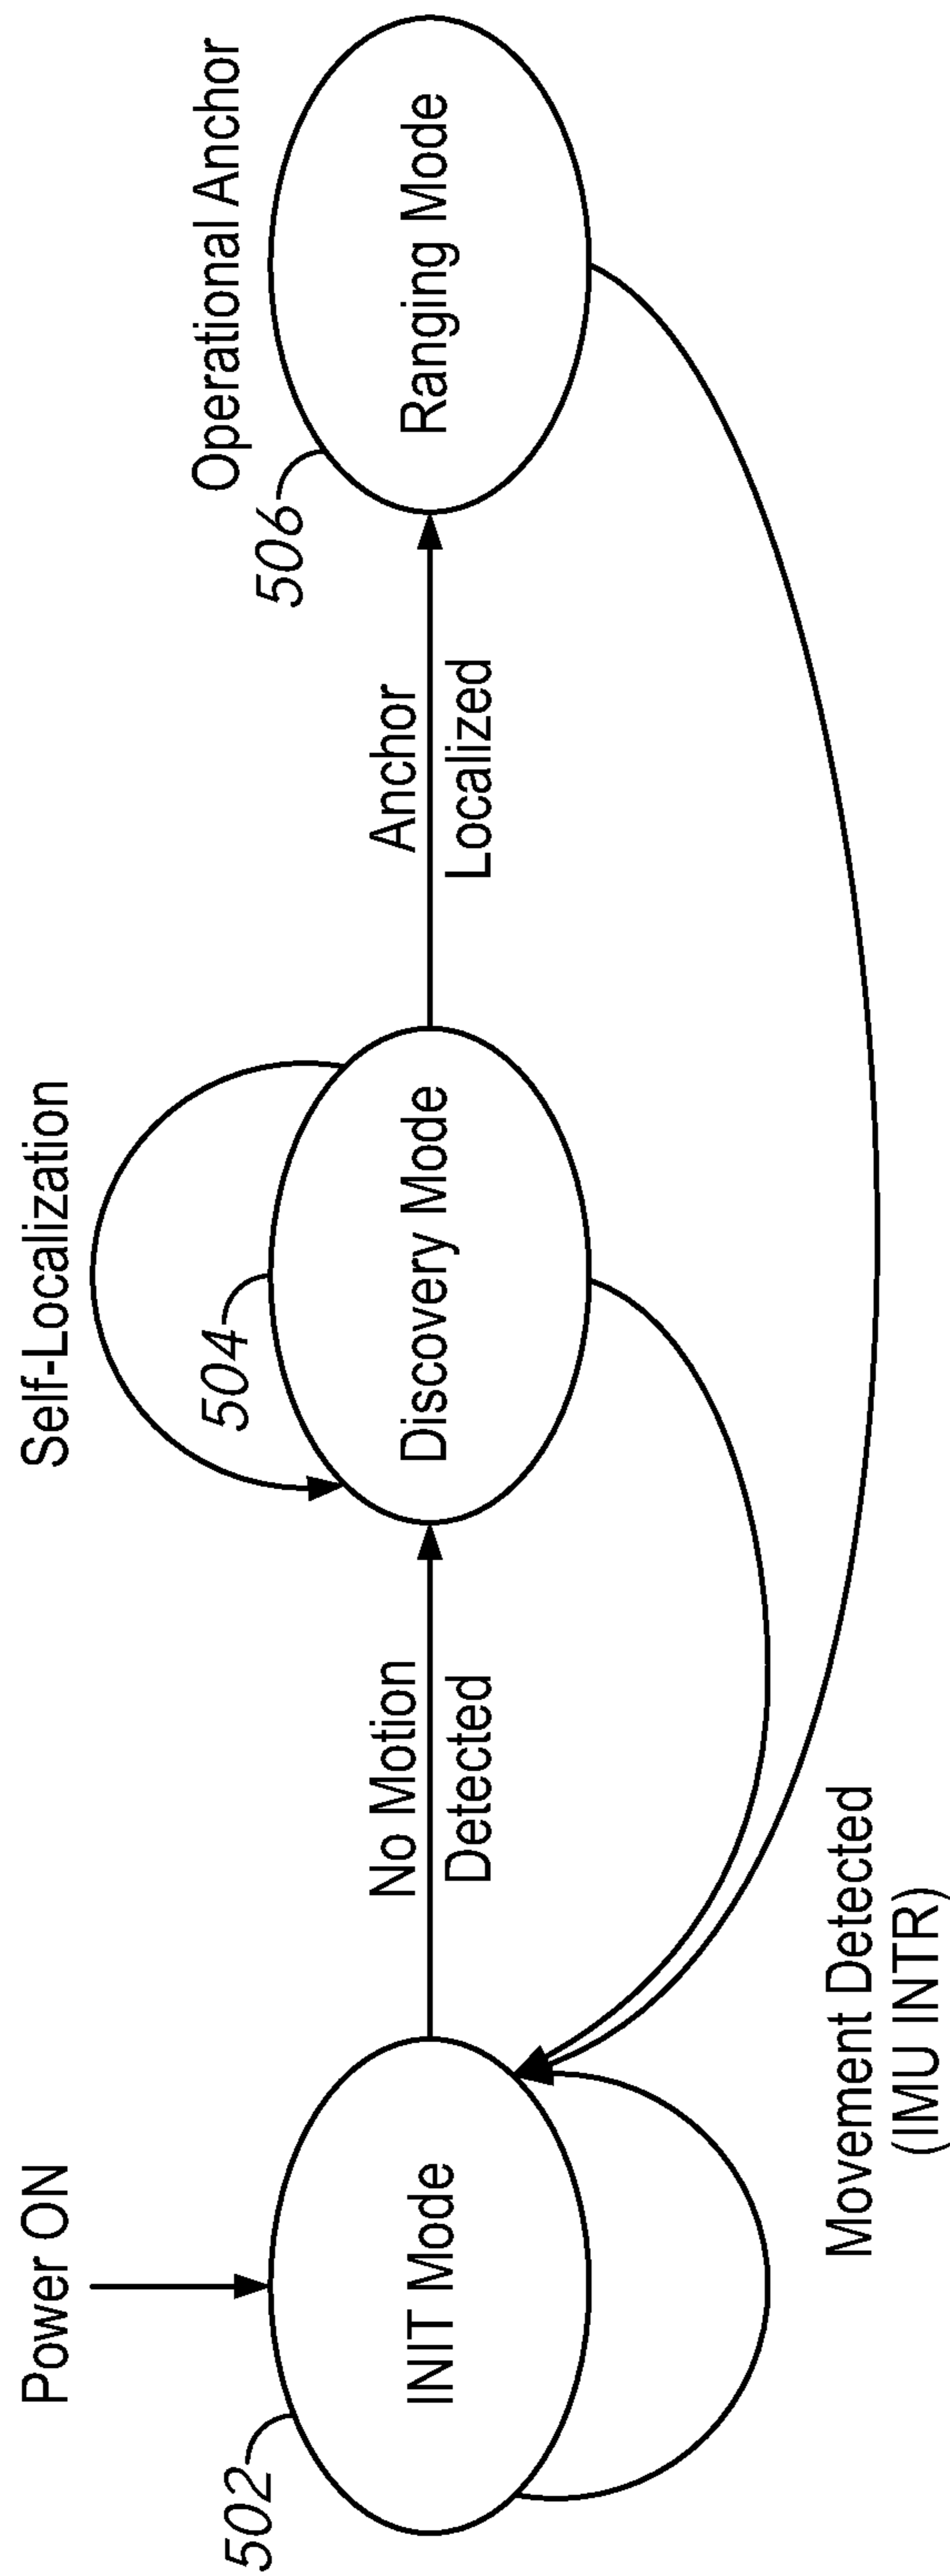 Power ON
502
INIT Mode
No Motion
Detected
Self-Localization
504
Discovery Mode
Anchor
Localized
Operational Anchor
506
Ranging Mode
Movement Detected
(IMU INTR)